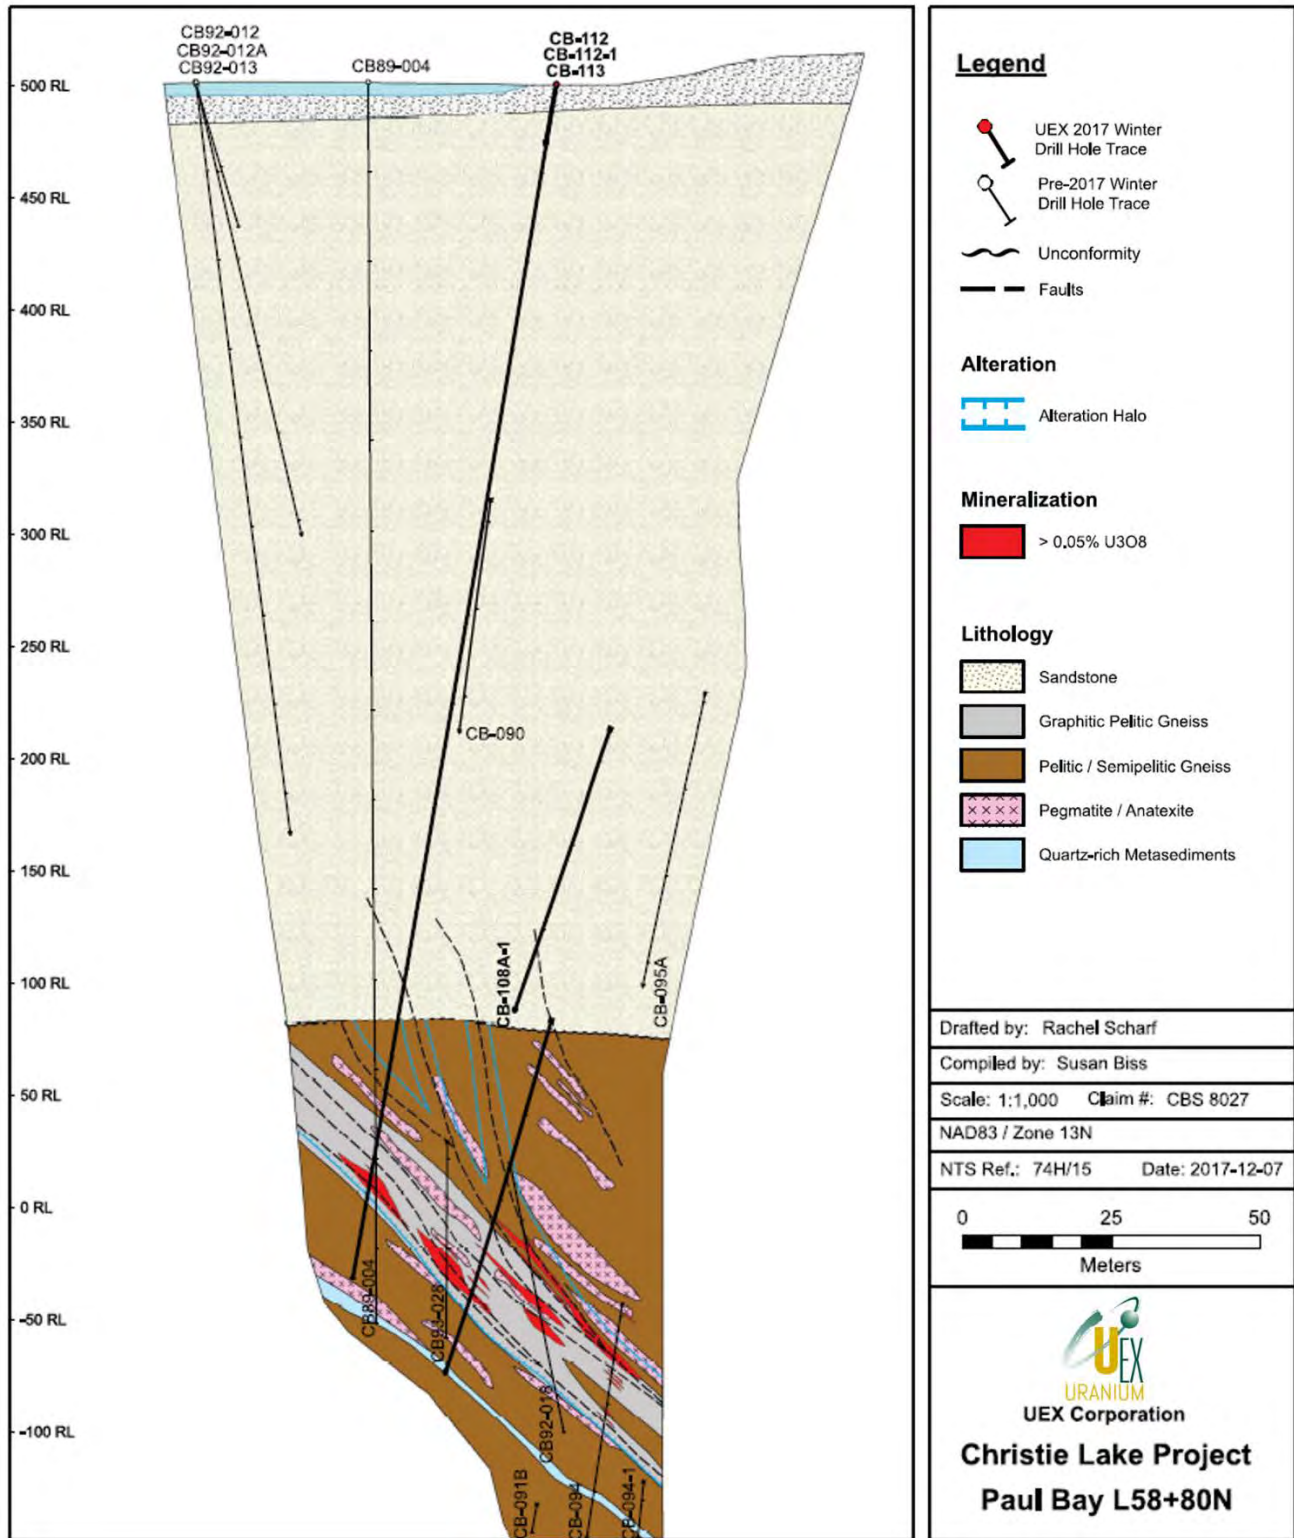 CB92-012
CB92-012A
CB92-013
CB89-004
CB-112
CB-112-1
CB-113
500 RL
450 RL
400 RL
350 RL
300 RL
250 RL
200 RL
150 RL
100 RL
50 RL
0 RL
-50 RL
-100 RL
CB-090
CB-108A-1
CB-095A
CB89-004
CB93-028
CB92-018
CB-091B
CB-094
CB-094-1
Legend
UEX 2017 Winter
Drill Hole Trace
Pre-2017 Winter
Drill Hole Trace
Unconformity
Faults
Alteration
Alteration Halo
Mineralization
> 0.05% U3O8
Lithology
Sandstone
Graphitic Pelitic Gneiss
Pelitic / Semipelitic Gneiss
Pegmatite / Anatexite
Quartz-rich Metasediments
Drafted by: Rachel Scharf
Compiled by: Susan Biss
Scale: 1:1,000 Claim #: CBS 8027
NAD83 / Zone 13N
NTS Ref.: 74H/15 Date: 2017-12-07
0 25 50
Meters
UEX
URANIUM
UEX Corporation
Christie Lake Project
Paul Bay L58+80N